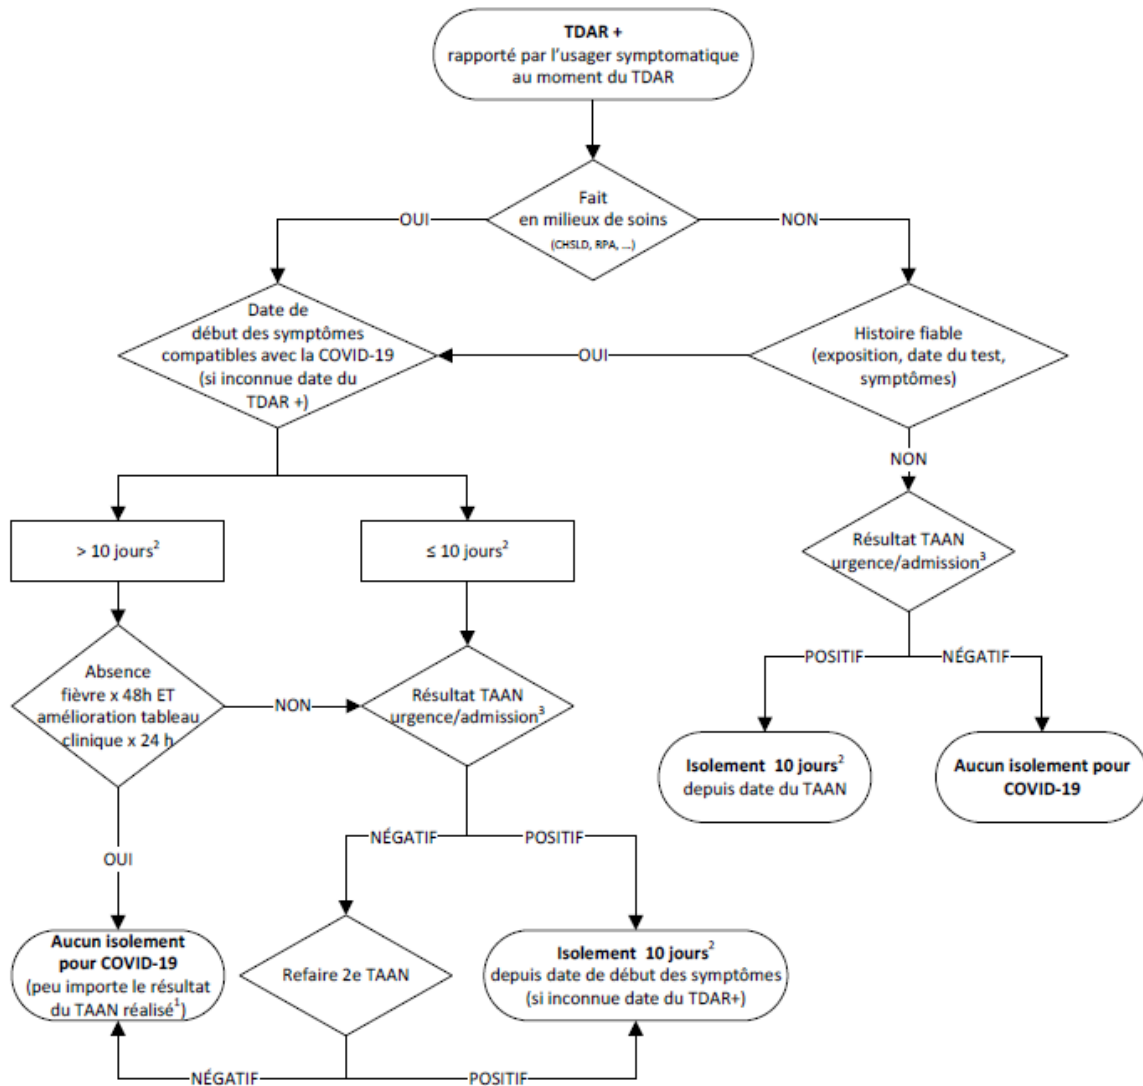 TDAR +
rapporté par l'usager symptomatique
au moment du TDAR
Fait
en milieux de soins
(CHSLD, RPA, ...)
OUI
NON
Date de
début des symptômes
compatibles avec la COVID-19
(si inconnue date du
TDAR +)
OUI
Histoire fiable
(exposition, date du test,
symptômes)
NON
> 10 jours²
≤ 10 jours²
Résultat TAAN
urgence/admission³
Absence
fièvre x 48h ET
amélioration tableau
clinique x 24 h
NON
Résultat TAAN
urgence/admission³
POSITIF
NÉGATIF
Isolement 10 jours²
depuis date du TAAN
Aucun isolement pour
COVID-19
OUI
NÉGATIF
POSITIF
Aucun isolement
pour COVID-19
(peu importe le résultat
du TAAN réalisé¹)
Refaire 2e TAAN
Isolement 10 jours²
depuis date de début des symptômes
(si inconnue date du TDAR+)
NÉGATIF
POSITIF